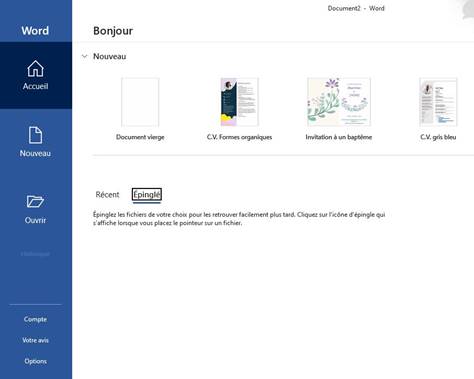 Document2 - Word
Word
Bonjour
Accueil
Nouveau
Document vierge
C.V. Formes organiques
Invitation à un baptême
C.V. gris bleu
Nouveau
Récent
Épinglé
Épinglez les fichiers de votre choix pour les retrouver facilement plus tard. Cliquez sur l'icône d'épingle qui
s'affiche lorsque vous placez le pointeur sur un fichier.
Ouvrir
Historique
Compte
Votre avis
Options